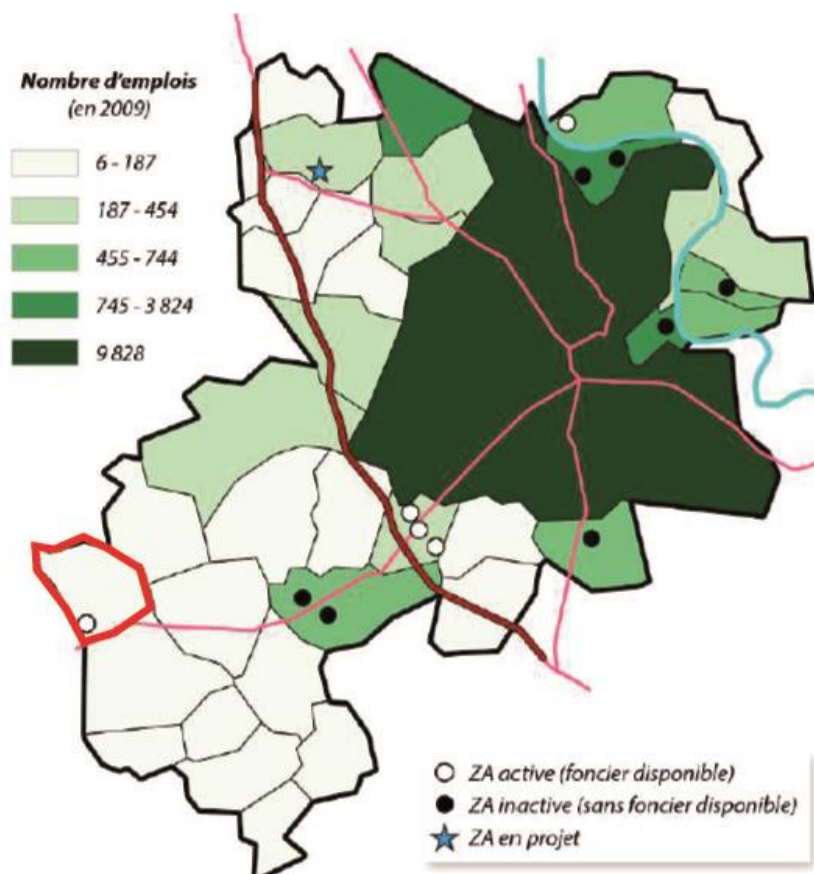 Nombre d'emplois
(en 2009)
6 - 187
187 - 454
455 - 744
745 - 3 824
9 828
ZA active (foncier disponible)
ZA inactive (sans foncier disponible)
ZA en projet